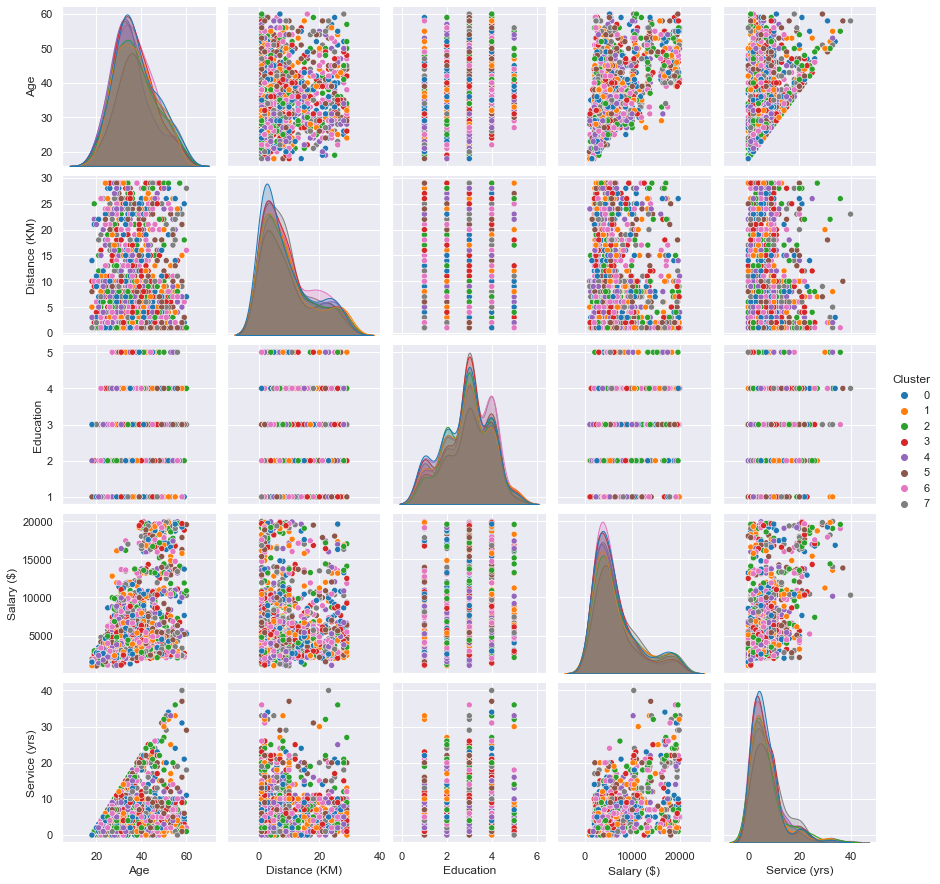 60
50
40
30
20
Age
30
25
20
15
10
5
0
Distance (KM)
5
4
3
2
1
Education
Cluster
0
1
2
3
4
5
6
7
20000
15000
10000
5000
Salary ($)
40
30
20
10
0
Service (yrs)
20 40 60
0 20 40
0 2 4 6
0 10000 20000
0 20 40
Age
Distance (KM)
Education
Salary ($)
Service (yrs)